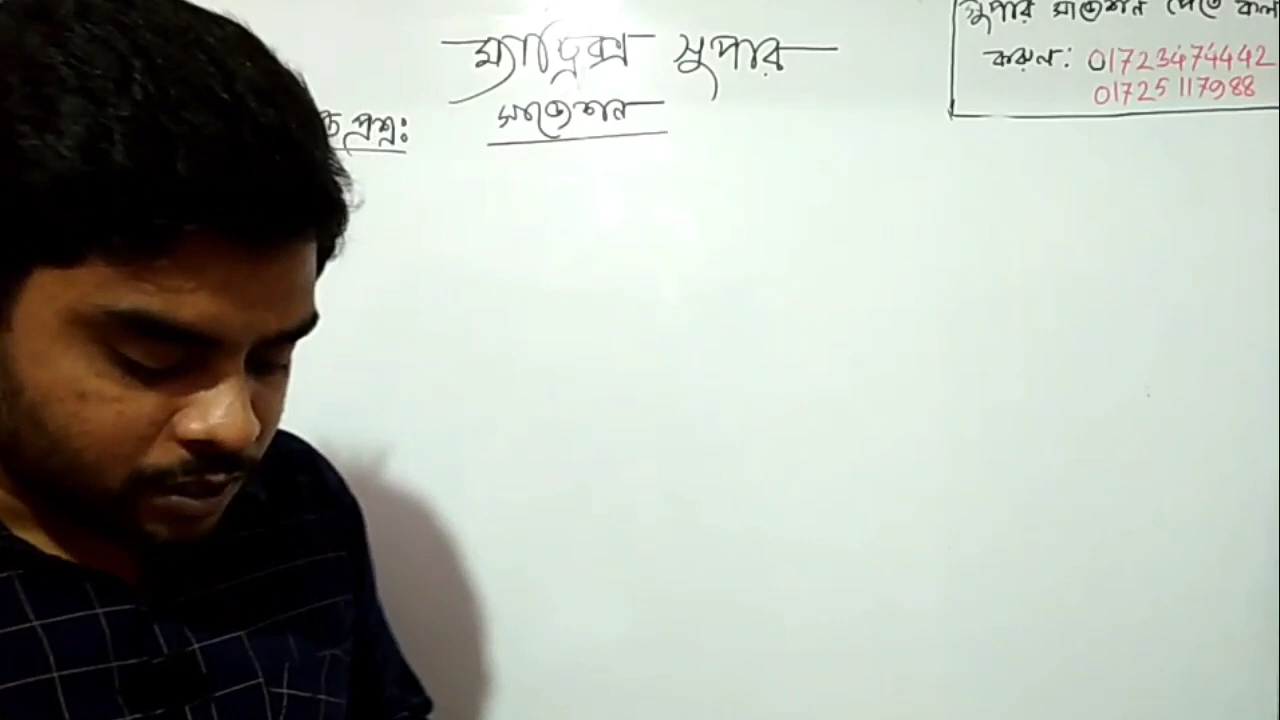 ম্যাট্রিক্স সুপার
সাজেশন
প্রশ্ন:
সুপার সাজেশন পেতে কল
করুন: 01723474442
01725117988